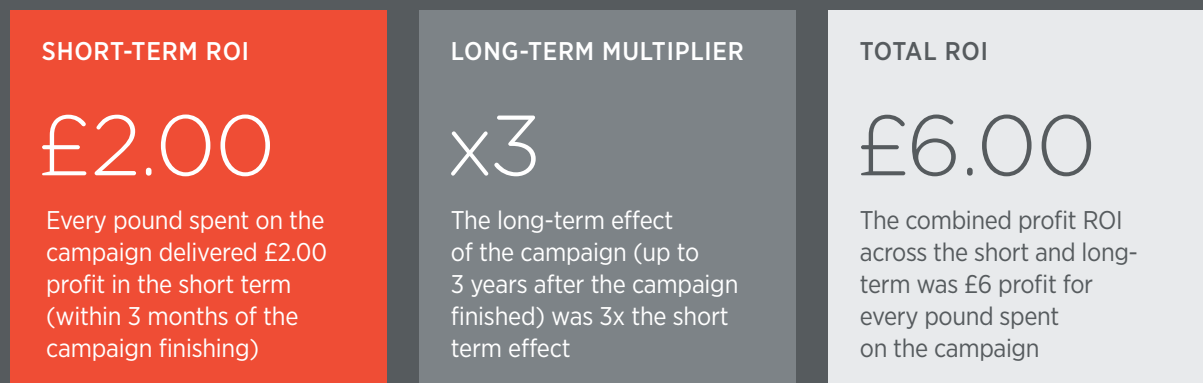 SHORT-TERM ROI
£2.00
Every pound spent on the
campaign delivered £2.00
profit in the short term
(within 3 months of the
campaign finishing)
LONG-TERM MULTIPLIER
x3
The long-term effect
of the campaign (up to
3 years after the campaign
finished) was 3x the short
term effect
TOTAL ROI
£6.00
The combined profit ROI
across the short and long-
term was £6 profit for
every pound spent
on the campaign